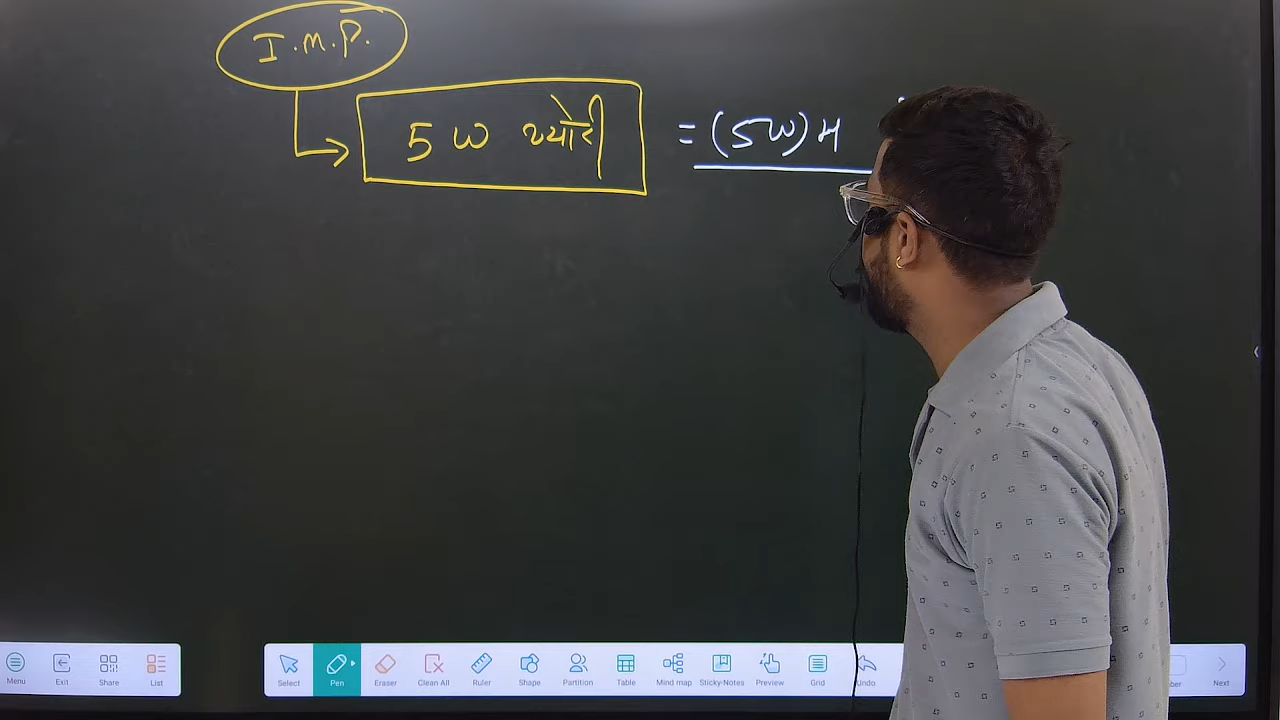 I.M.P.
5 W थ्योरी = (5W) H
Menu Exit Share List Select Pen Eraser Clean All Ruler Shape Partition Table Mind map Sticky-Notes Preview Grid Undo Next